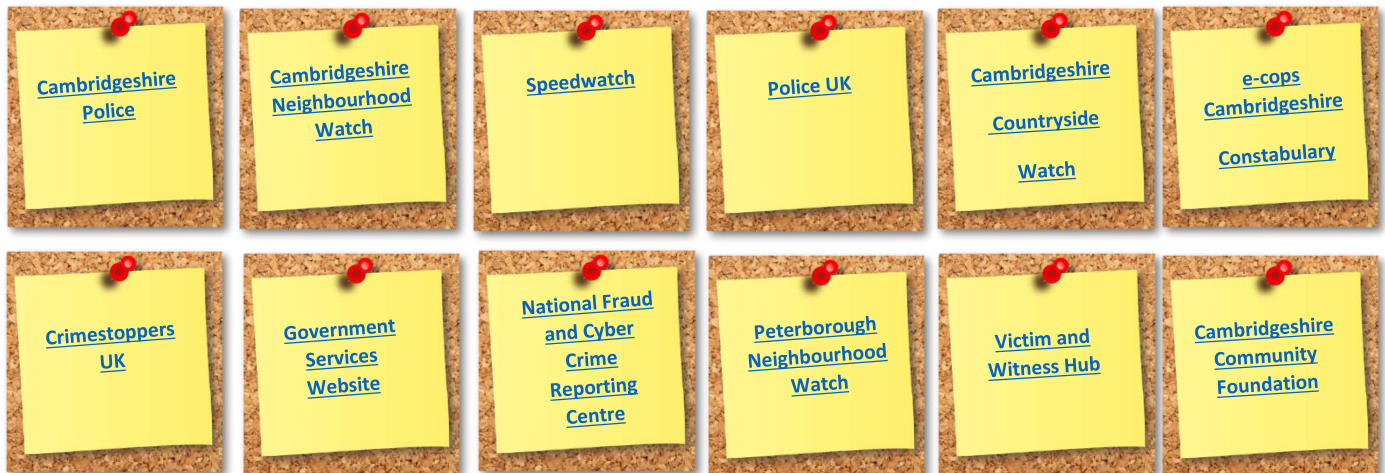 Cambridgeshire
Police
Cambridgeshire
Neighbourhood
Watch
Speedwatch
Police UK
Cambridgeshire
Countryside
Watch
e-cops
Cambridgeshire
Constabulary
Crimestoppers
UK
Government
Services
Website
National Fraud
and Cyber
Crime
Reporting
Centre
Peterborough
Neighbourhood
Watch
Victim and
Witness Hub
Cambridgeshire
Community
Foundation